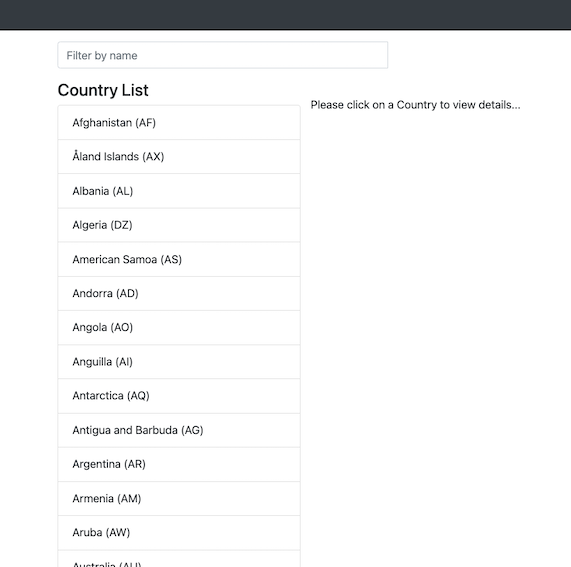 Filter by name
Country List
Please click on a Country to view details...
Afghanistan (AF)
Åland Islands (AX)
Albania (AL)
Algeria (DZ)
American Samoa (AS)
Andorra (AD)
Angola (AO)
Anguilla (AI)
Antarctica (AQ)
Antigua and Barbuda (AG)
Argentina (AR)
Armenia (AM)
Aruba (AW)
Australia (AU)